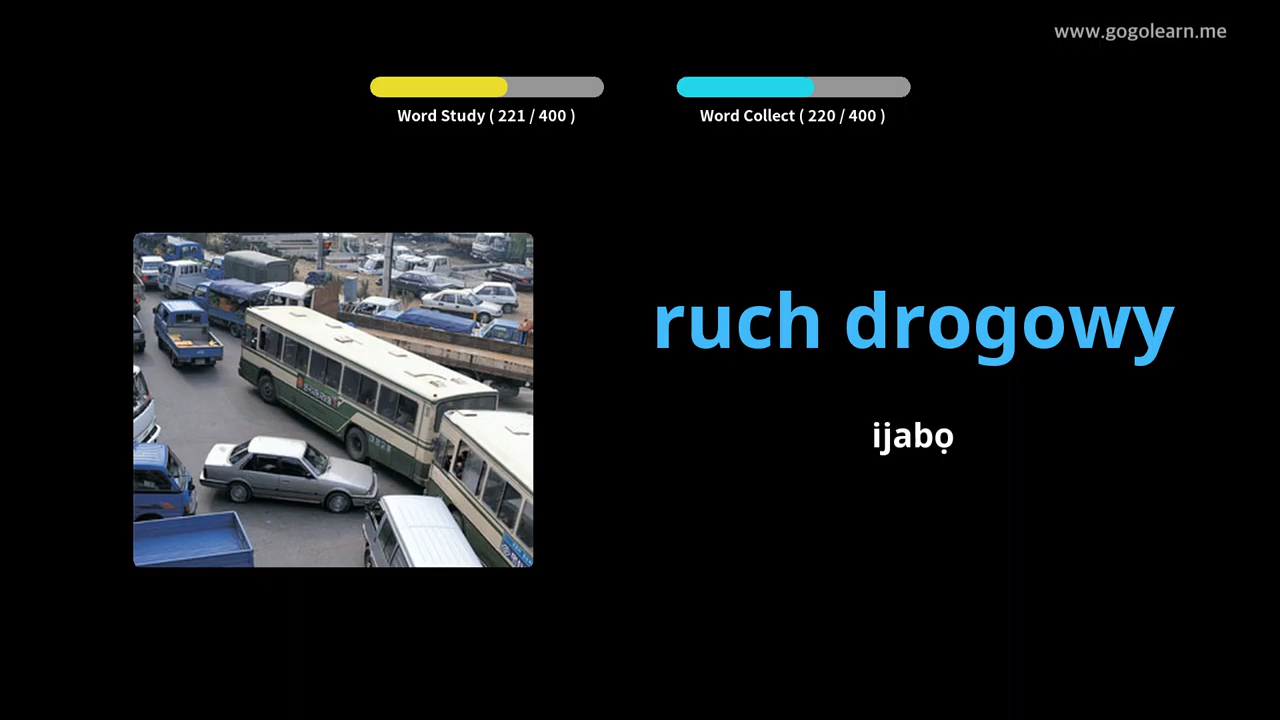 www.gogolearn.me
Word Study ( 221 / 400 )
Word Collect ( 220 / 400 )
ruch drogowy
ijabọ